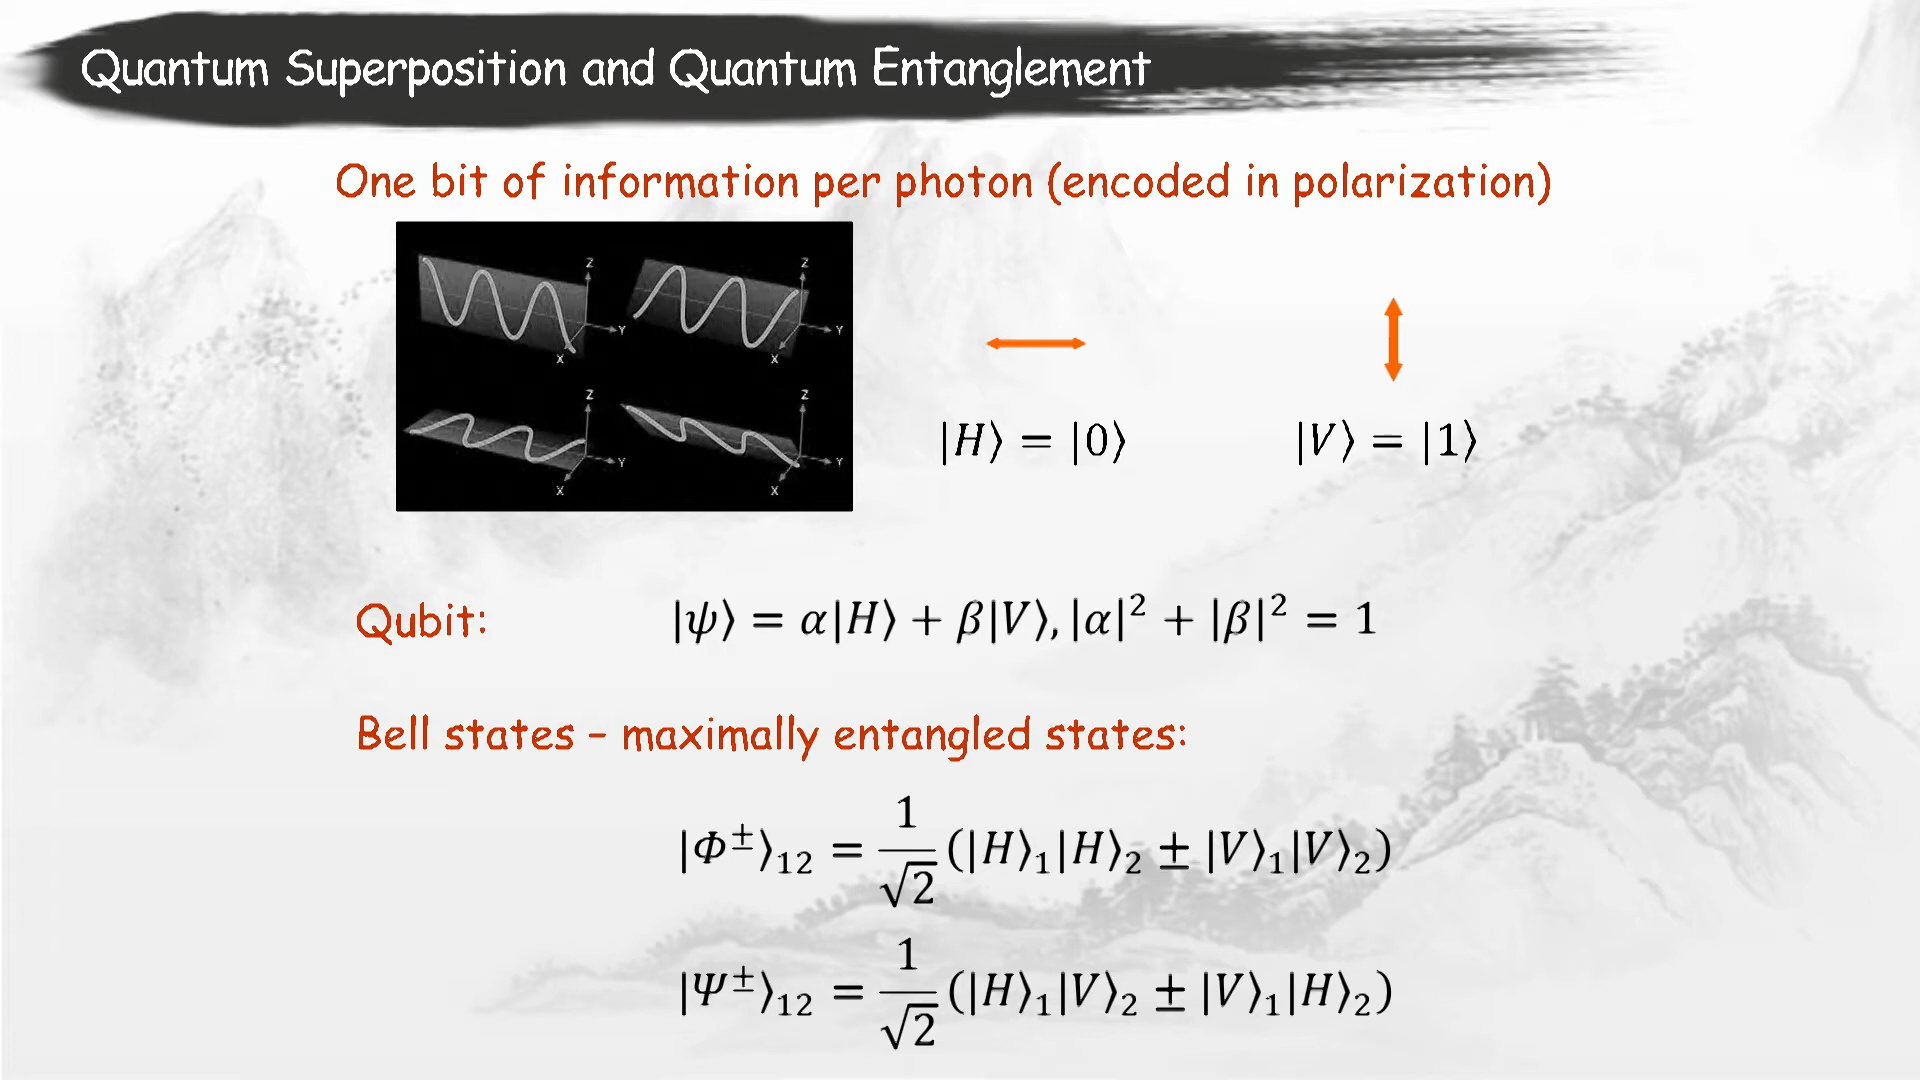 Quantum Superposition and Quantum Entanglement
One bit of information per photon (encoded in polarization)
Z Z
Y Y
X X
Z Z
Y Y
X X
|H⟩ = |0⟩ |V⟩ = |1⟩
Qubit: |ψ⟩ = α|H⟩ + β|V⟩, |α|² + |β|² = 1
Bell states – maximally entangled states:
|Φ±⟩₁₂ = 1/√2 (|H⟩₁|H⟩₂ ± |V⟩₁|V⟩₂)
|Ψ±⟩₁₂ = 1/√2 (|H⟩₁|V⟩₂ ± |V⟩₁|H⟩₂)